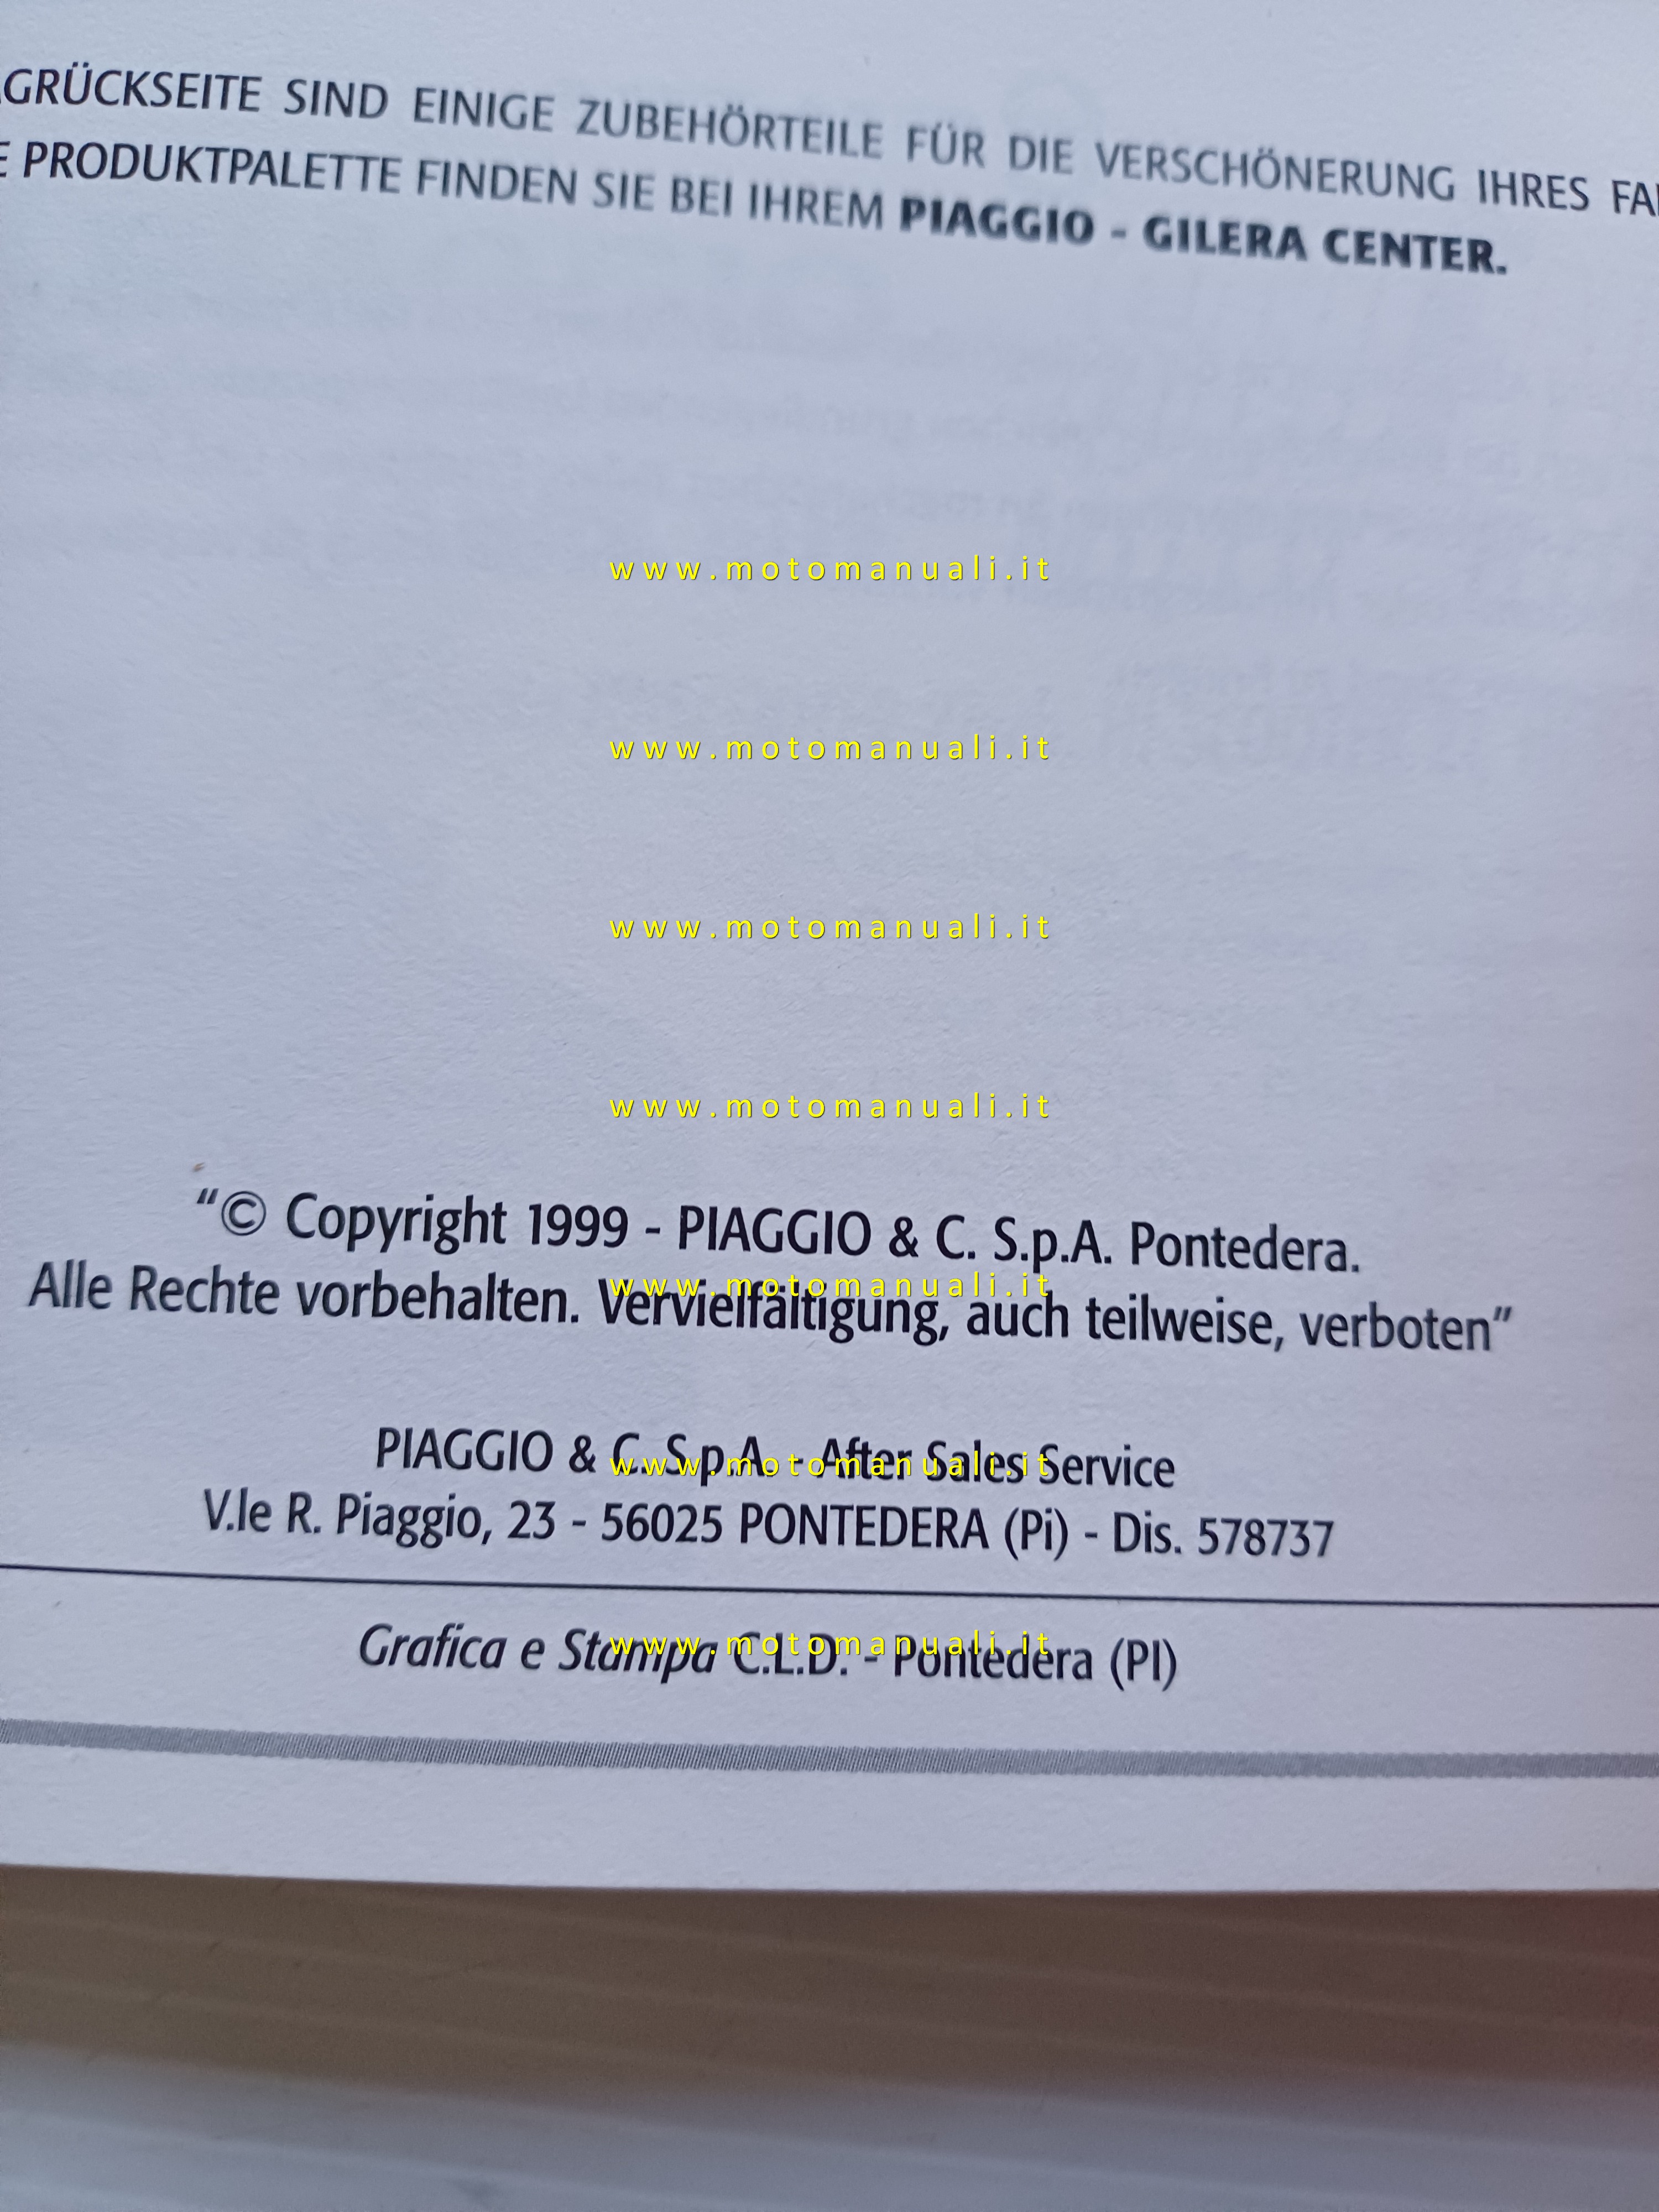 GRÜCKSEITE SIND EINIGE ZUBEHÖRTEILE FÜR DIE VERSCHÖNERUNG IHRES
E PRODUKTPALETTE FINDEN SIE BEI IHREM PIAGGIO - GILERA CENTER.
www.motomanuali.it
www.motomanuali.it
www.motomanuali.it
www.motomanuali.it
“© Copyright 1999 - PIAGGIO & C. S.p.A. Pontedera.
www.motomanuali.it
Alle Rechte vorbehalten. Vervielfältigung, auch teilweise, verboten”
PIAGGIO & C. S.p.A. - After Sales Service
www.motomanuali.it
V.le R. Piaggio, 23 - 56025 PONTEDERA (Pi) - Dis. 578737
Grafica e Stampa C.L.D. - Pontedera (PI)
www.motomanuali.it